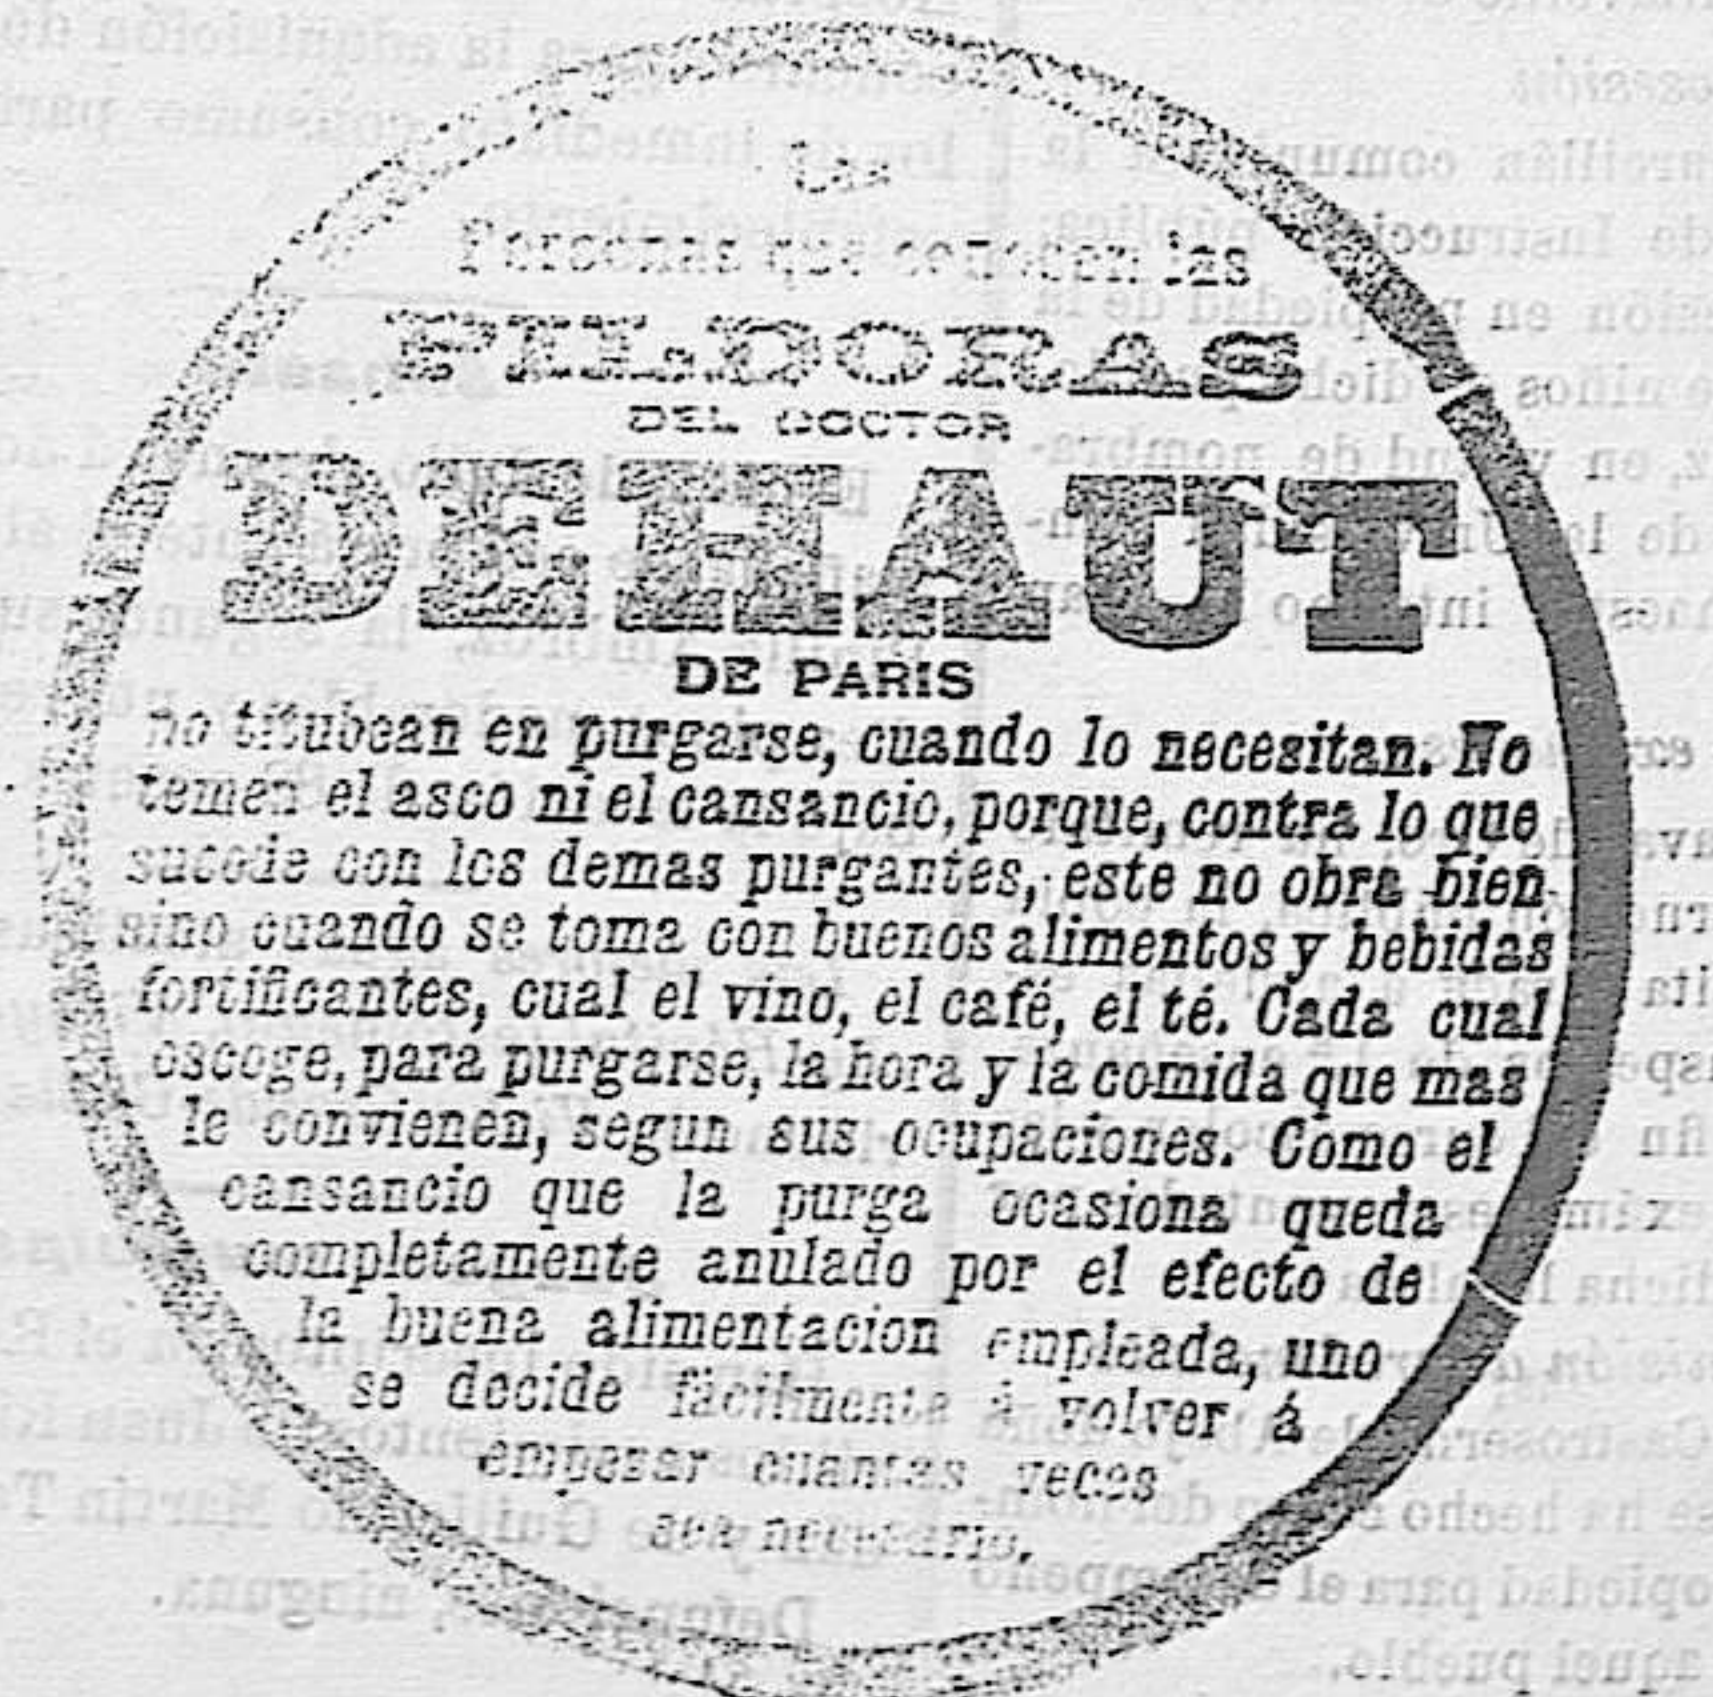 Las
Personas que conocen las
PILDORAS
DEL DOCTOR
DEHAUT
DE PARIS
no titubean en purgarse, cuando lo necesitan. No
temen el asco ni el cansancio, porque, contra lo que
sucede con los demas purgantes, este no obra bien
sino cuando se toma con buenos alimentos y bebidas
fortificantes, cual el vino, el café, el té. Cada cual
escoge, para purgarse, la hora y la comida que mas
le convienen, segun sus ocupaciones. Como el
cansancio que la purga ocasiona queda
completamente anulado por el efecto de
la buena alimentacion empleada, uno
se decide fácilmente á volver á
empezar cuantas veces
sea necesario.